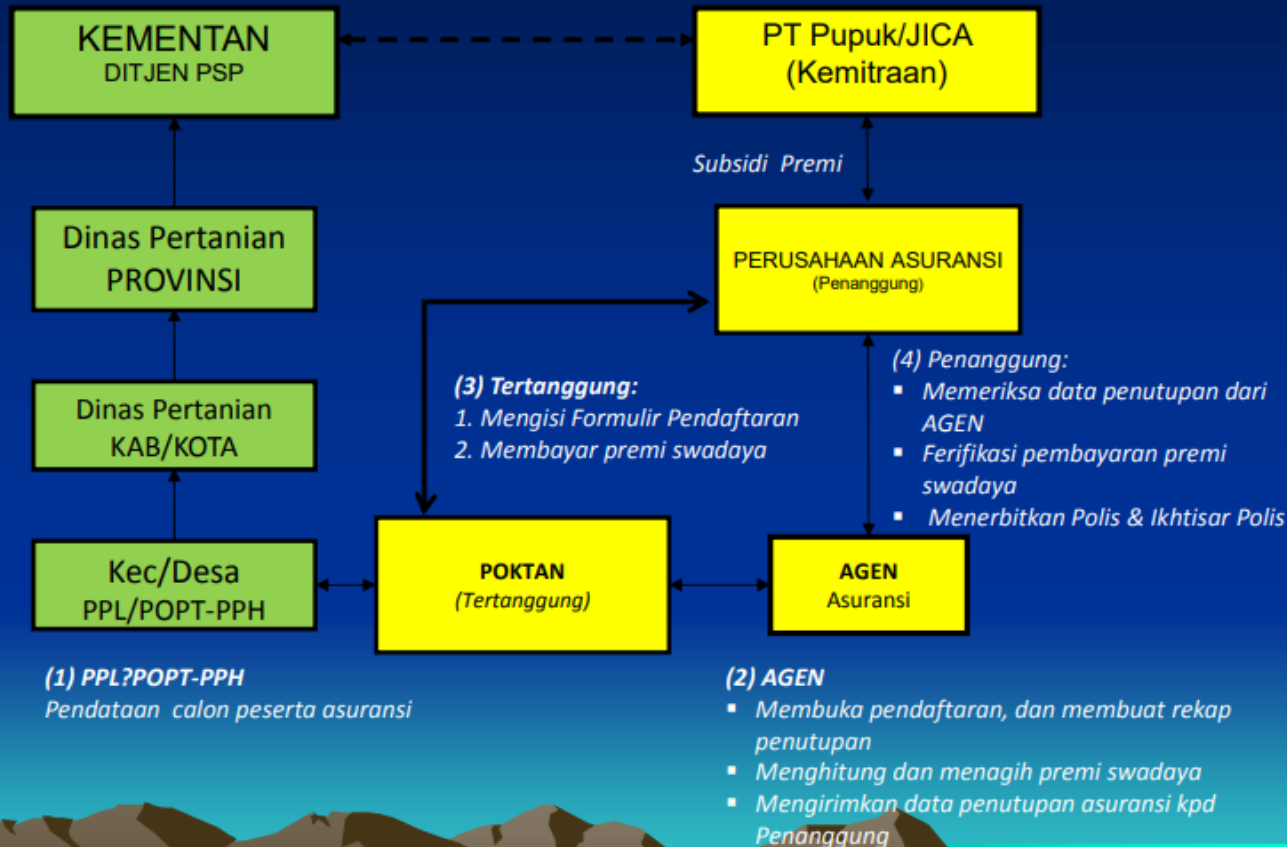 KEMENTAN
DITJEN PSP
PT Pupuk/JICA
(Kemitraan)
Subsidi Premi
Dinas Pertanian
PROVINSI
PERUSAHAAN ASURANSI
(Penanggung)
(3) Tertanggung:
1. Mengisi Formulir Pendaftaran
2. Membayar premi swadaya
(4) Penanggung:
▪ Memeriksa data penutupan dari
AGEN
▪ Ferifikasi pembayaran premi
swadaya
▪ Menerbitkan Polis & Ikhtisar Polis
Dinas Pertanian
KAB/KOTA
Kec/Desa
PPL/POPT-PPH
POKTAN
(Tertanggung)
AGEN
Asuransi
(1) PPL?POPT-PPH
Pendataan calon peserta asuransi
(2) AGEN
▪ Membuka pendaftaran, dan membuat rekap
penutupan
▪ Menghitung dan menagih premi swadaya
▪ Mengirimkan data penutupan asuransi kpd
Penanggung